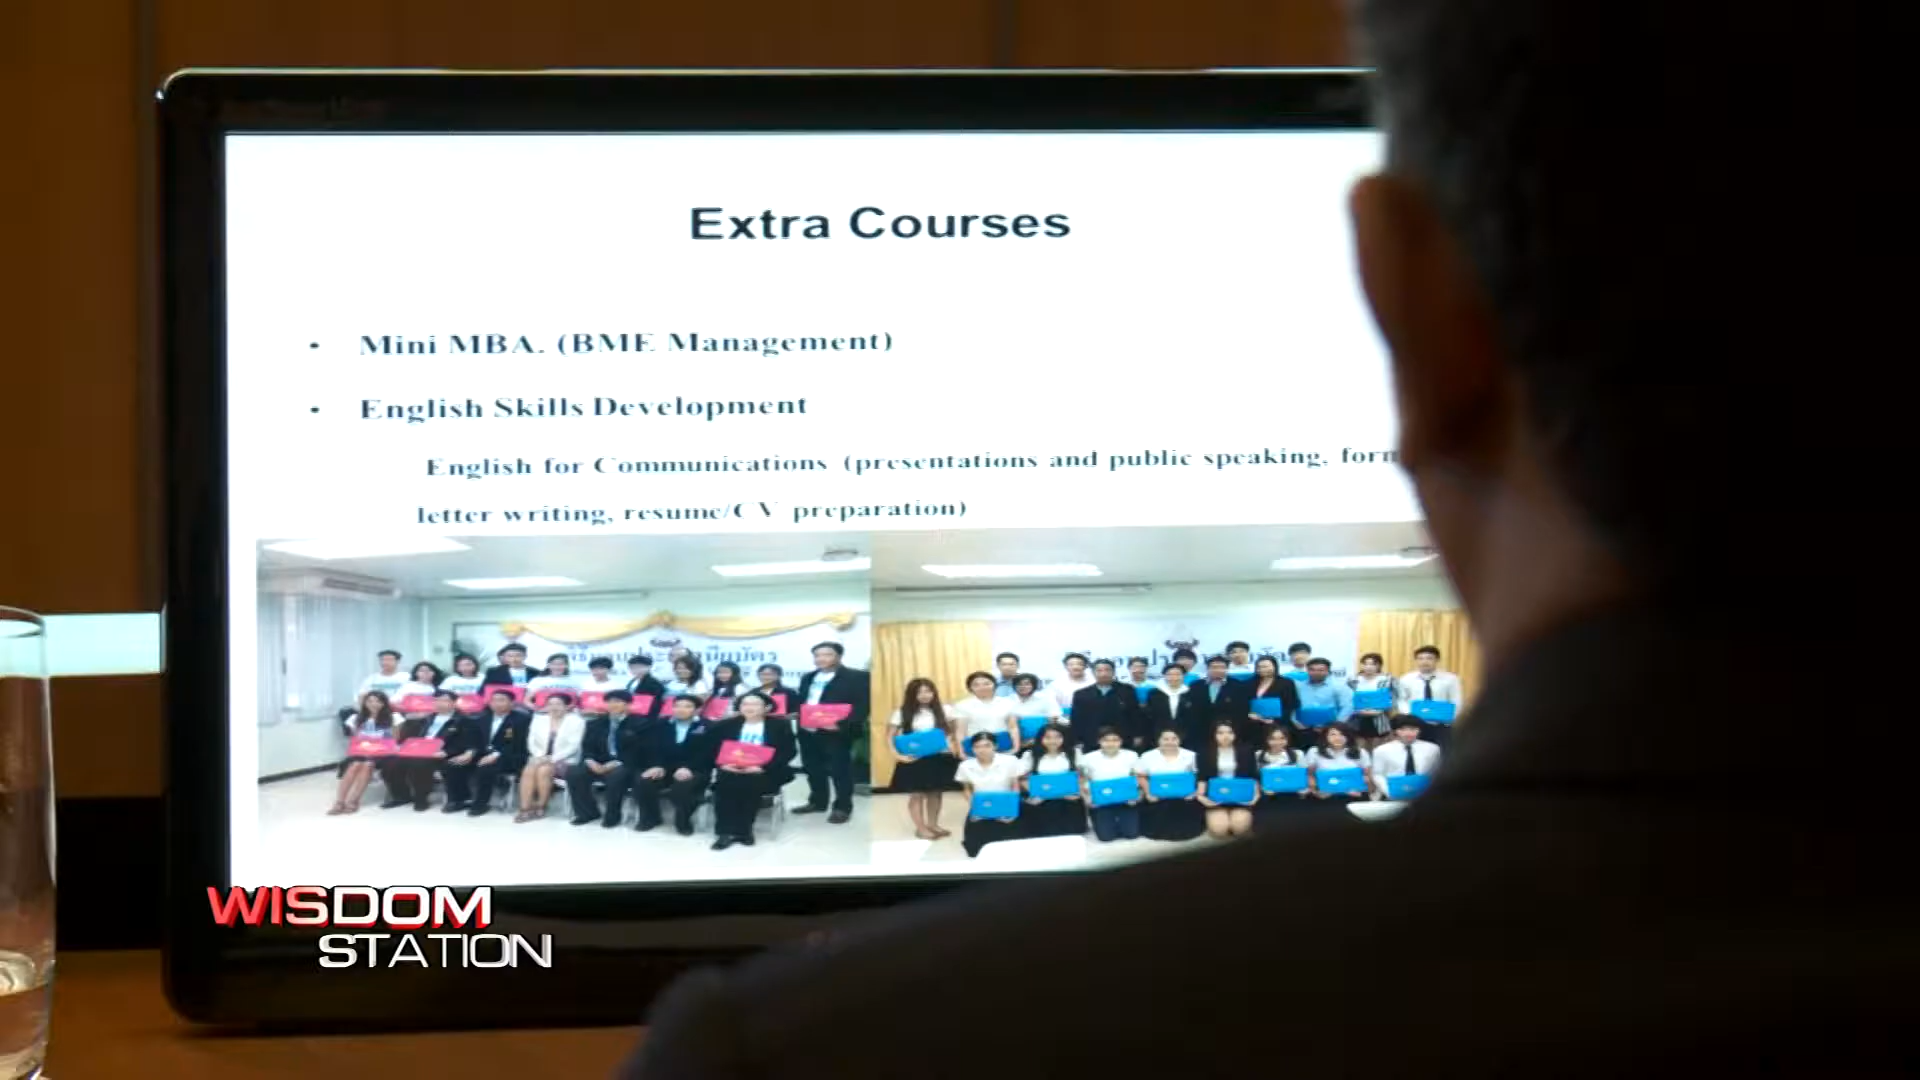 Extra Courses
• Mini MBA. (BME Management)
• English Skills Development
English for Communications (presentations and public speaking,
letter writing, resume/CV preparation)
WISDOM
STATION